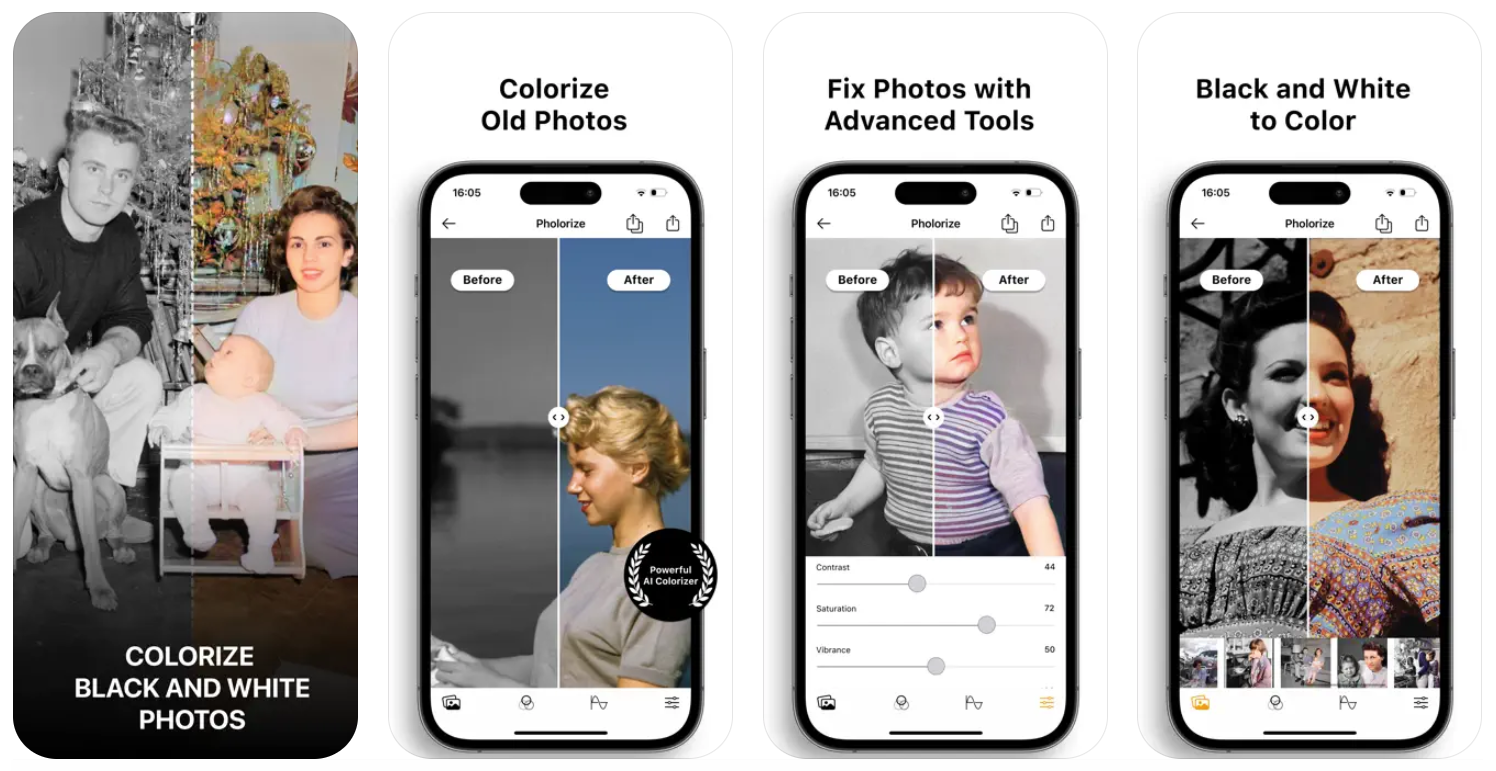 COLORIZE
BLACK AND WHITE
PHOTOS
Colorize
Old Photos
16:05
Pholorize
Before
After
Powerful
AI Colorizer
Fix Photos with
Advanced Tools
16:05
Pholorize
Before
After
Contrast 44
Saturation 72
Vibrance 50
Black and White
to Color
16:05
Pholorize
Before
After